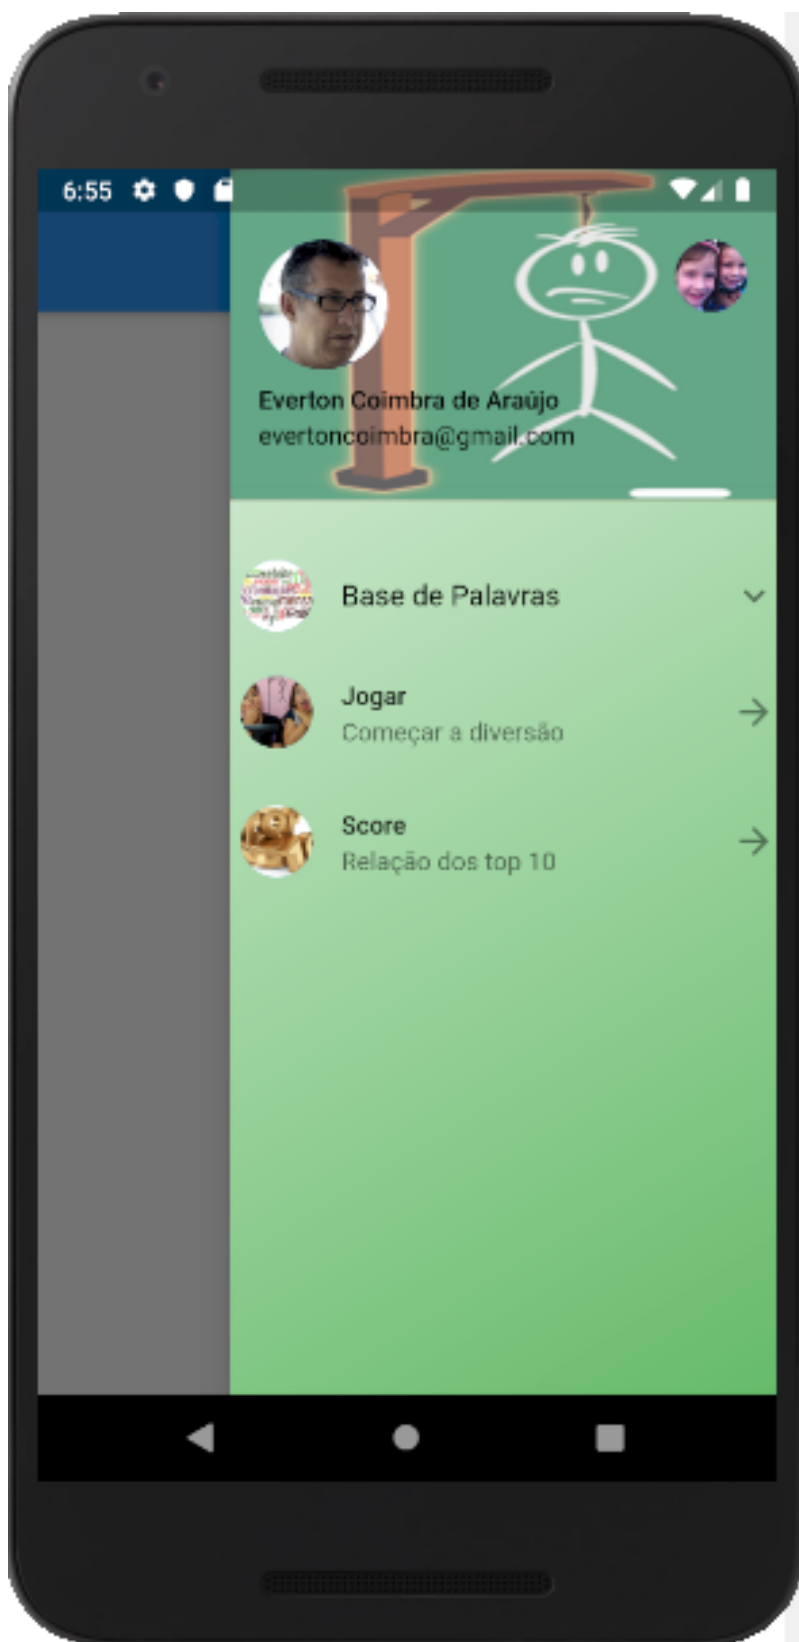 6:55
Everton Coimbra de Araújo
evertoncoimbra@gmail.com
Base de Palavras
Jogar
Começar a diversão
Score
Relação dos top 10